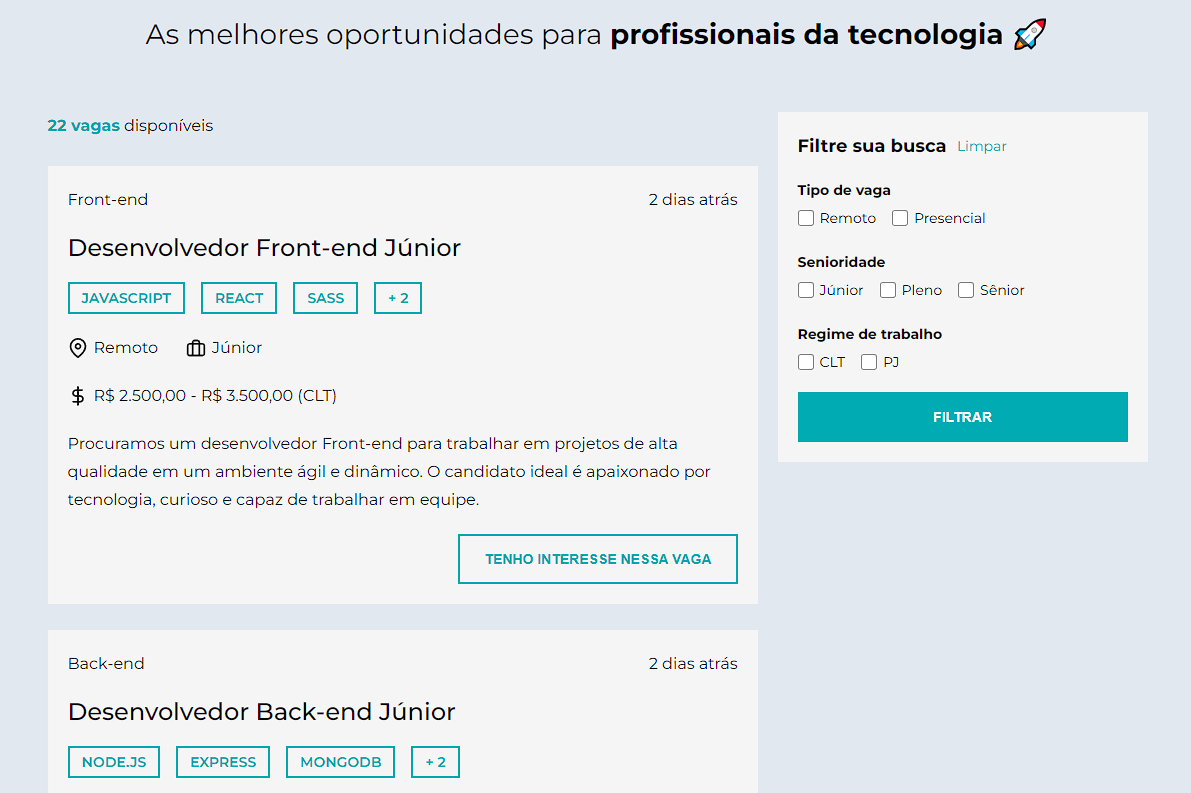 As melhores oportunidades para profissionais da tecnologia 🚀
22 vagas disponíveis
Front-end
2 dias atrás
Desenvolvedor Front-end Júnior
JAVASCRIPT
REACT
SASS
+ 2
Remoto
Júnior
R$ 2.500,00 - R$ 3.500,00 (CLT)
Procuramos um desenvolvedor Front-end para trabalhar em projetos de alta
qualidade em um ambiente ágil e dinâmico. O candidato ideal é apaixonado por
tecnologia, curioso e capaz de trabalhar em equipe.
TENHO INTERESSE NESSA VAGA
Back-end
2 dias atrás
Desenvolvedor Back-end Júnior
NODE.JS
EXPRESS
MONGODB
+ 2
Filtre sua busca
Limpar
Tipo de vaga
Remoto
Presencial
Senioridade
Júnior
Pleno
Sênior
Regime de trabalho
CLT
PJ
FILTRAR